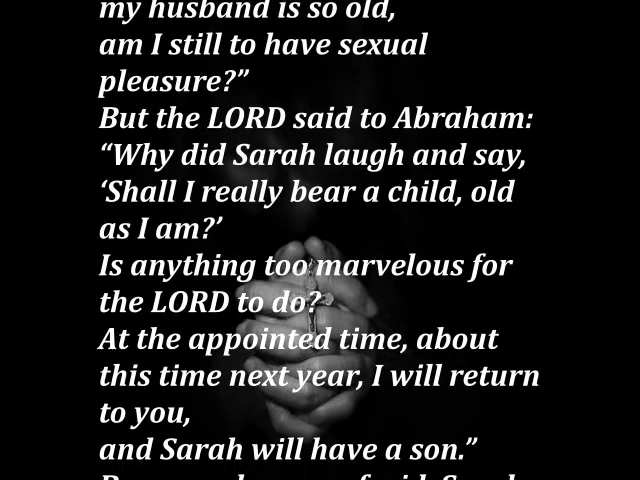 my husband is so old,
am I still to have sexual
pleasure?”
But the LORD said to Abraham:
“Why did Sarah laugh and say,
‘Shall I really bear a child, old
as I am?’
Is anything too marvelous for
the LORD to do?
At the appointed time, about
this time next year, I will return
to you,
and Sarah will have a son.”